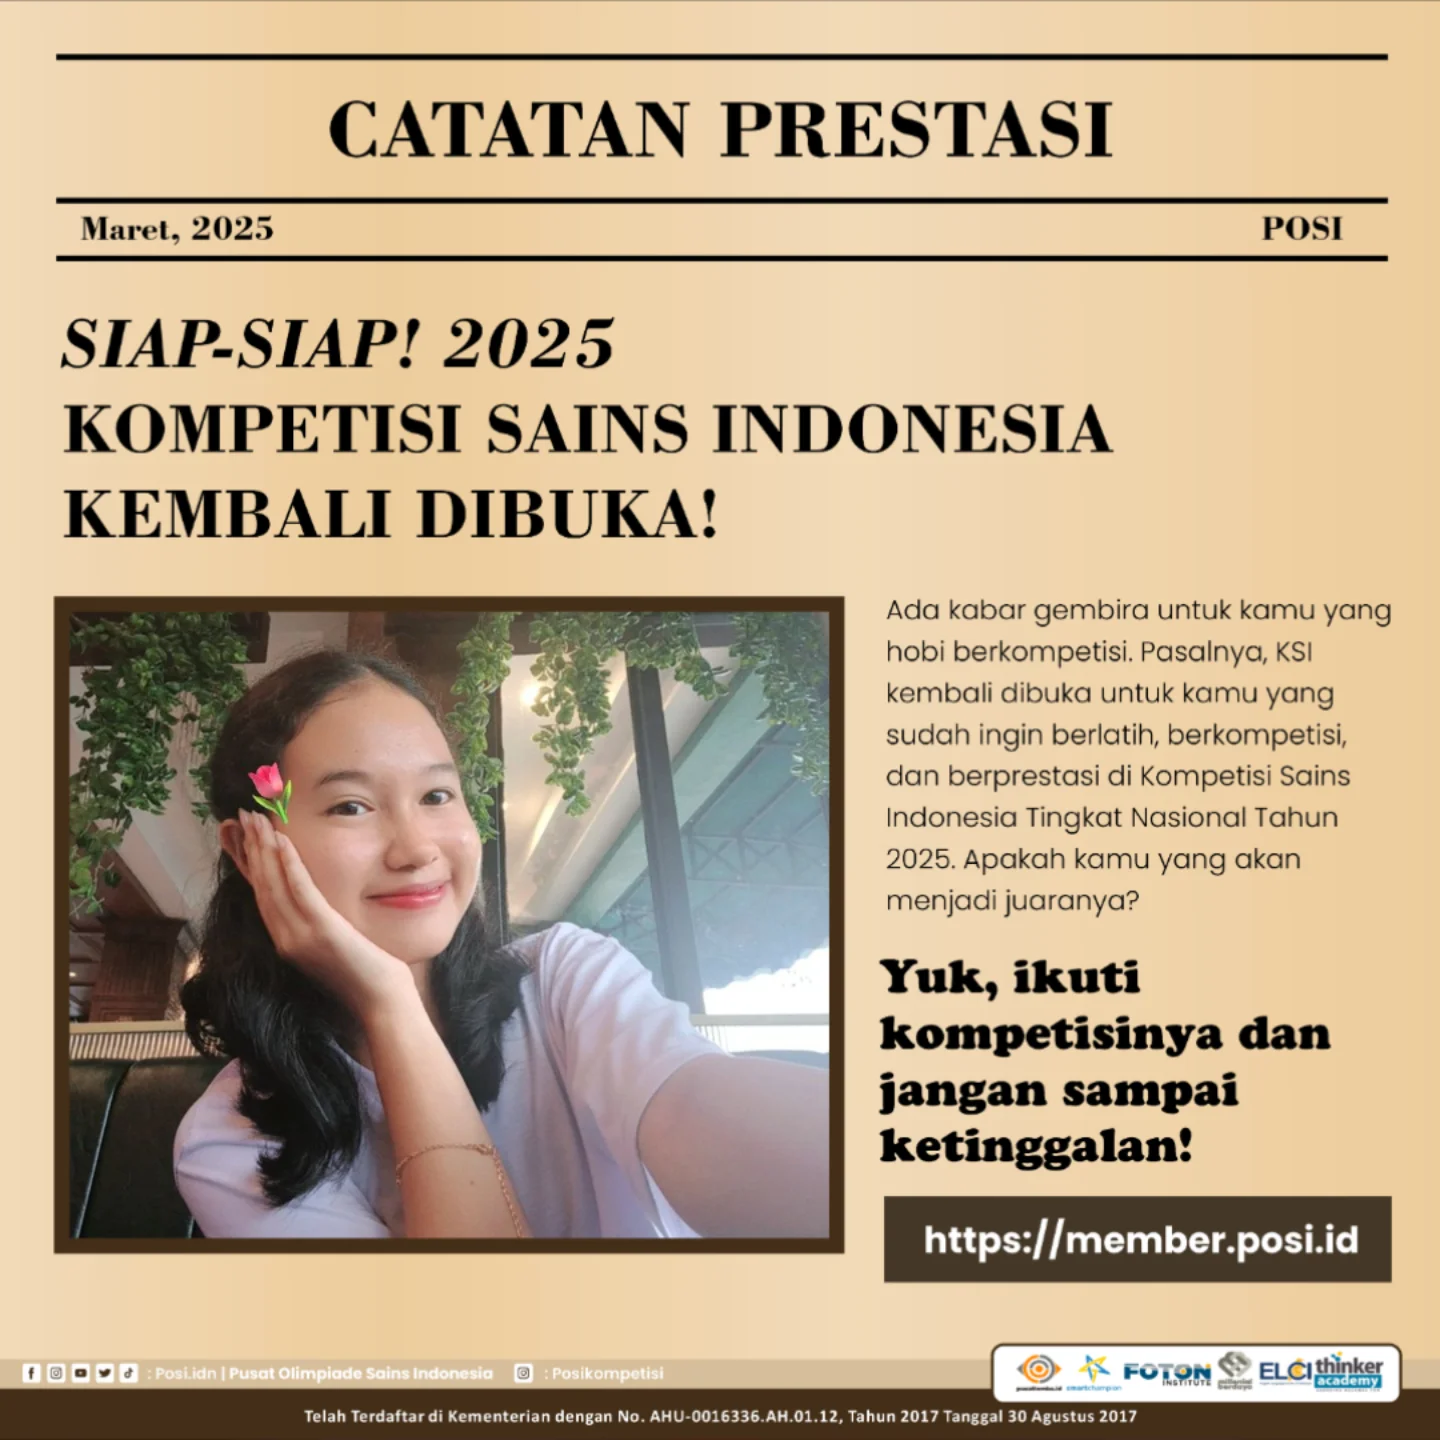 CATATAN PRESTASI
Maret, 2025
POSI
SIAP-SIAP! 2025
KOMPETISI SAINS INDONESIA
KEMBALI DIBUKA!
Ada kabar gembira untuk kamu yang
hobi berkompetisi. Pasalnya, KSI
kembali dibuka untuk kamu yang
sudah ingin berlatih, berkompetisi,
dan berprestasi di Kompetisi Sains
Indonesia Tingkat Nasional Tahun
2025. Apakah kamu yang akan
menjadi juaranya?
Yuk, ikuti
kompetisinya dan
jangan sampai
ketinggalan!
https://member.posi.id
: Posi.idn | Pusat Olimpiade Sains Indonesia
: Posikompetisi
FOTON
INSTITUTE
ELCI
thinker
academy
Telah Terdaftar di Kementerian dengan No. AHU-0016336.AH.01.12, Tahun 2017 Tanggal 30 Agustus 2017